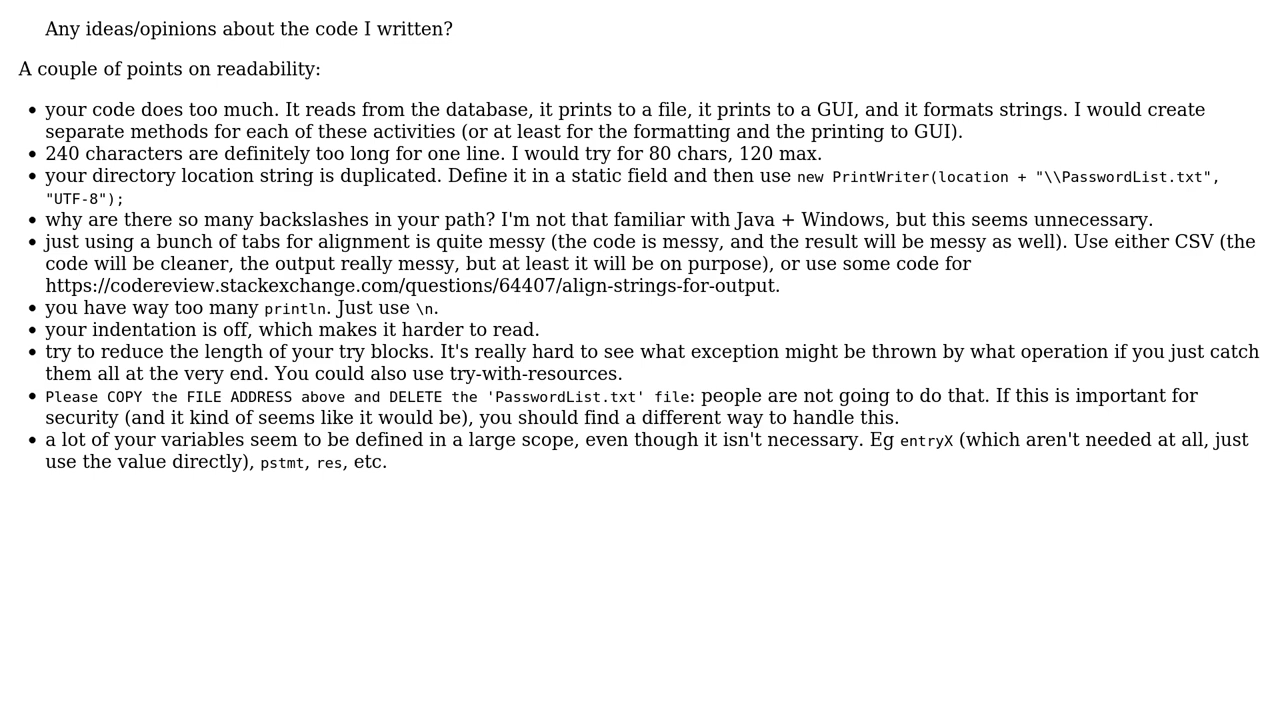 Any ideas/opinions about the code I written?
A couple of points on readability:
• your code does too much. It reads from the database, it prints to a file, it prints to a GUI, and it formats strings. I would create
separate methods for each of these activities (or at least for the formatting and the printing to GUI).
• 240 characters are definitely too long for one line. I would try for 80 chars, 120 max.
• your directory location string is duplicated. Define it in a static field and then use new PrintWriter(location + "\\PasswordList.txt",
"UTF-8");
• why are there so many backslashes in your path? I'm not that familiar with Java + Windows, but this seems unnecessary.
• just using a bunch of tabs for alignment is quite messy (the code is messy, and the result will be messy as well). Use either CSV (the
code will be cleaner, the output really messy, but at least it will be on purpose), or use some code for
https://codereview.stackexchange.com/questions/64407/align-strings-for-output.
• you have way too many println. Just use \n.
• your indentation is off, which makes it harder to read.
• try to reduce the length of your try blocks. It's really hard to see what exception might be thrown by what operation if you just catch
them all at the very end. You could also use try-with-resources.
• Please COPY the FILE ADDRESS above and DELETE the 'PasswordList.txt' file: people are not going to do that. If this is important for
security (and it kind of seems like it would be), you should find a different way to handle this.
• a lot of your variables seem to be defined in a large scope, even though it isn't necessary. Eg entryX (which aren't needed at all, just
use the value directly), pstmt, res, etc.